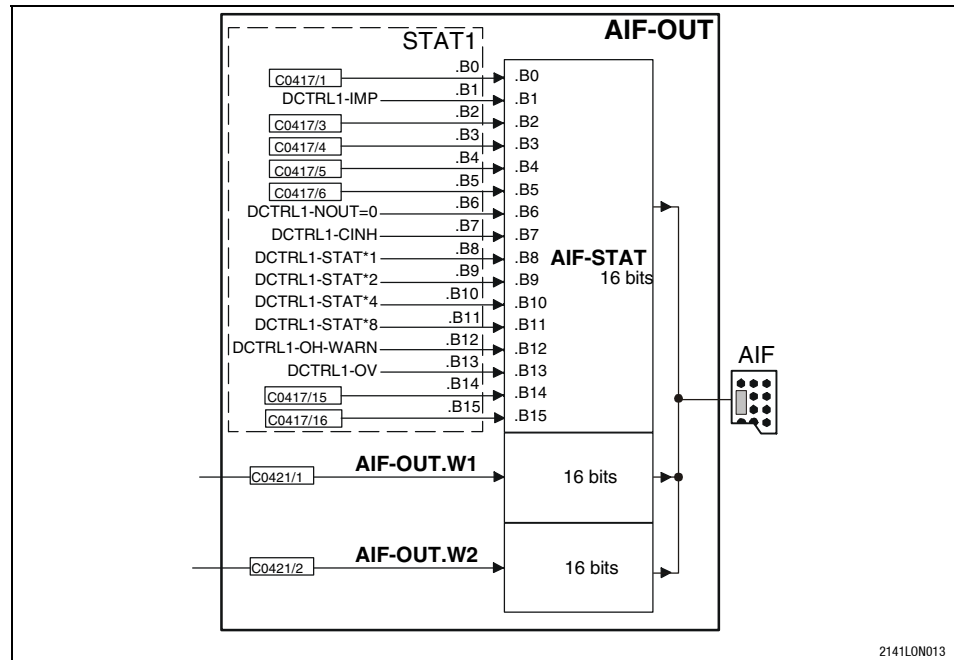 AIF-OUT
STAT1
C0417/1 .B0 .B0
DCTRL1-IMP .B1 .B1
C0417/3 .B2 .B2
C0417/4 .B3 .B3
C0417/5 .B4 .B4
C0417/6 .B5 .B5
DCTRL1-NOUT=0 .B6 .B6
DCTRL1-CINH .B7 .B7
DCTRL1-STAT*1 .B8 .B8
AIF-STAT
16 bits
DCTRL1-STAT*2 .B9 .B9
DCTRL1-STAT*4 .B10 .B10
DCTRL1-STAT*8 .B11 .B11
DCTRL1-OH-WARN .B12 .B12
DCTRL1-OV .B13 .B13
C0417/15 .B14 .B14
C0417/16 .B15 .B15
AIF
C0421/1 AIF-OUT.W1 16 bits
C0421/2 AIF-OUT.W2 16 bits
2141LON013